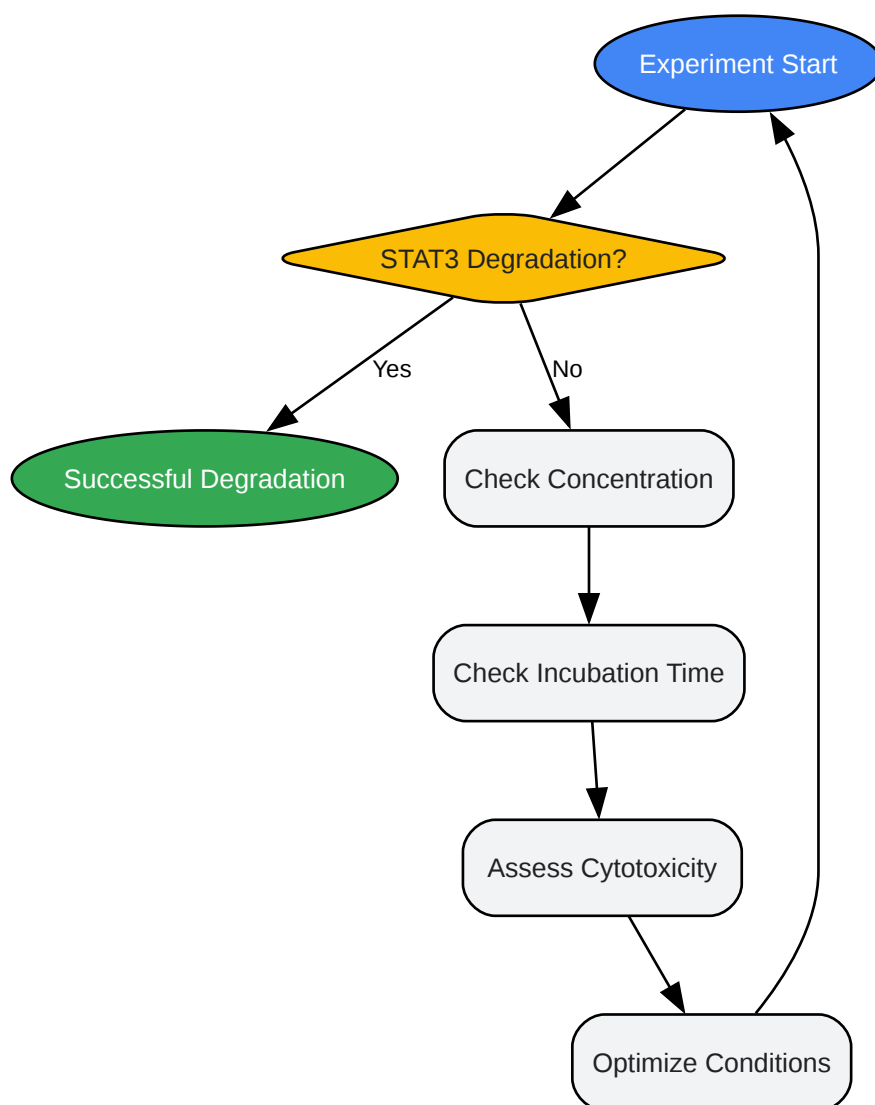 Experiment Start
STAT3 Degradation?
Yes
No
Successful Degradation
Check Concentration
Check Incubation Time
Assess Cytotoxicity
Optimize Conditions